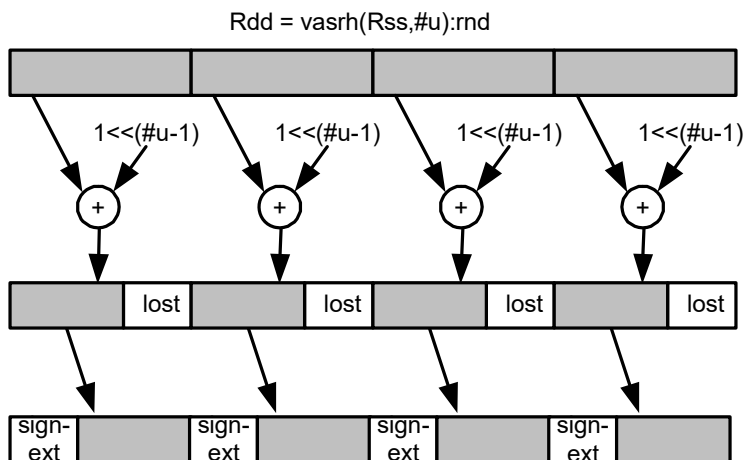 Rdd = vasrh(Rss,#u):rnd
1<<(#u-1) 1<<(#u-1) 1<<(#u-1) 1<<(#u-1)
+ + + +
lost lost lost lost
sign- sign- sign- sign-
ext ext ext ext